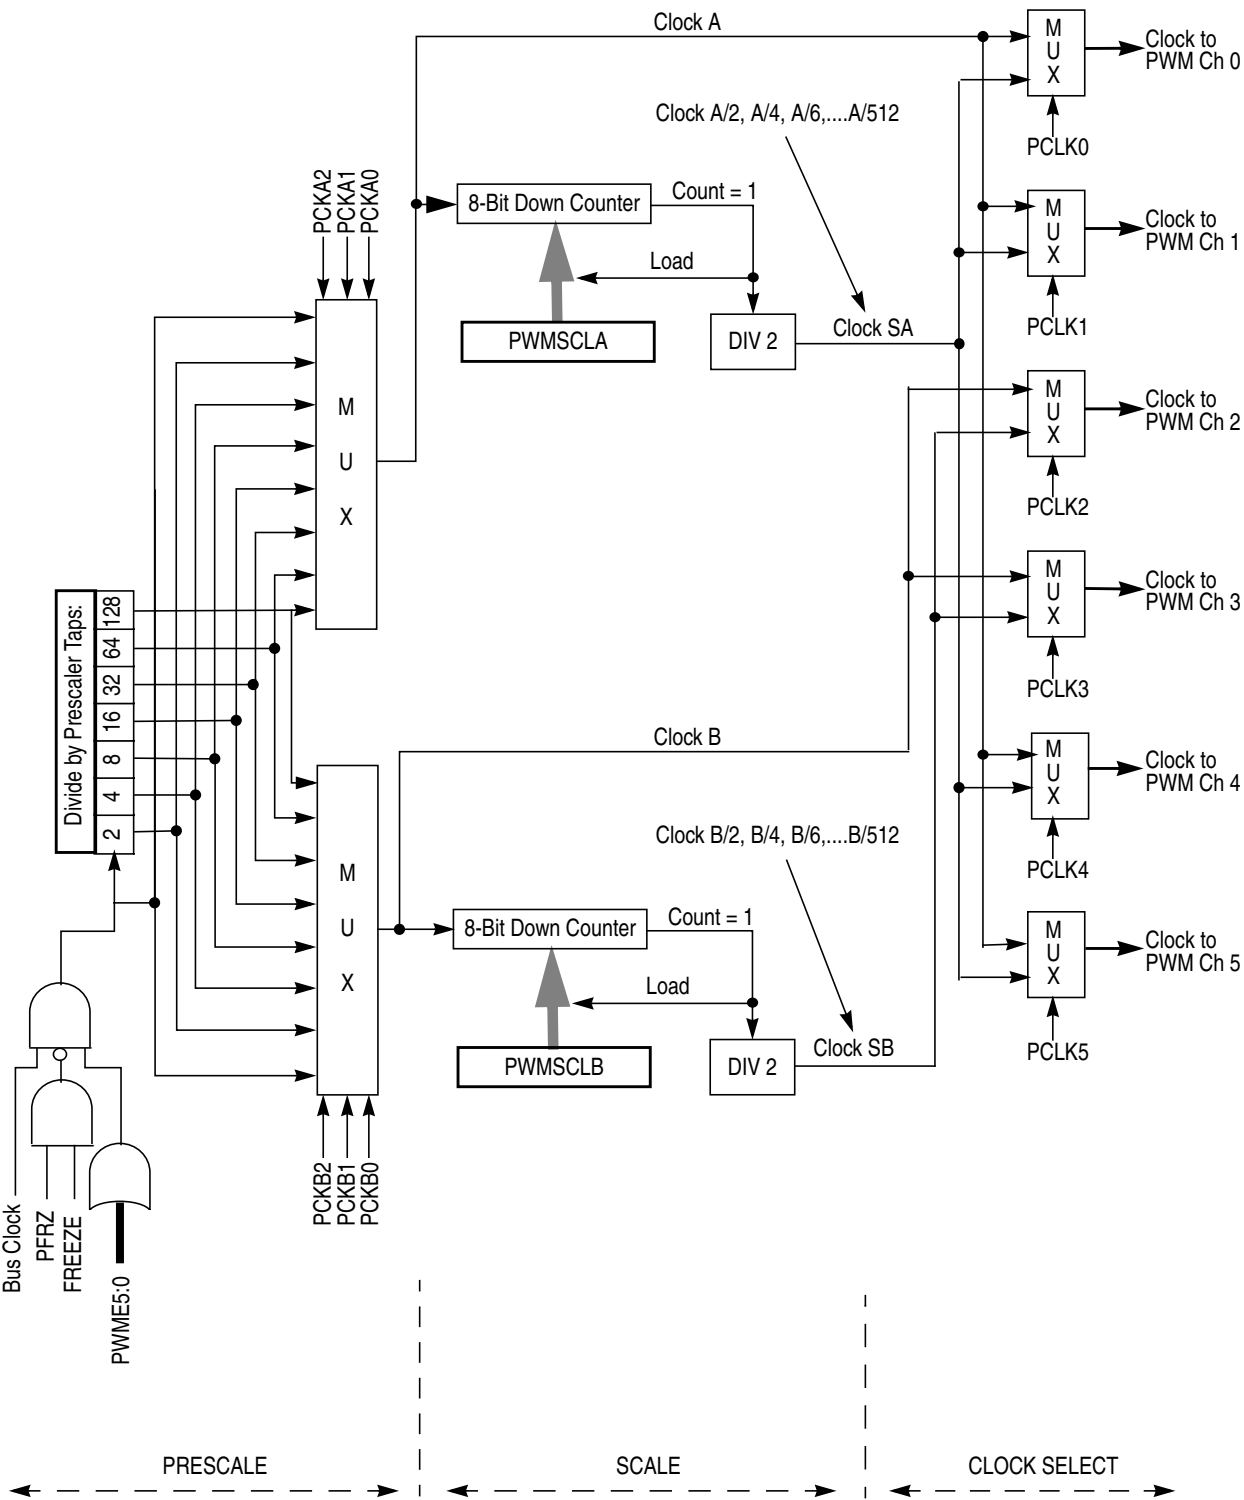 Clock A
M
U
X
Clock to
PWM Ch 0
PCLK0
Clock A/2, A/4, A/6,....A/512
PCKA2
PCKA1
PCKA0
8-Bit Down Counter
Count = 1
Load
PWMSCLA
DIV 2
Clock SA
M
U
X
Clock to
PWM Ch 1
PCLK1
M
U
X
Clock to
PWM Ch 2
PCLK2
M
U
X
M
U
X
Clock to
PWM Ch 3
PCLK3
Divide by Prescaler Taps:
128
64
32
16
8
4
2
Clock B
M
U
X
Clock to
PWM Ch 4
PCLK4
Clock B/2, B/4, B/6,....B/512
M
U
X
8-Bit Down Counter
Count = 1
Load
PWMSCLB
DIV 2
Clock SB
M
U
X
Clock to
PWM Ch 5
PCLK5
PCKB2
PCKB1
PCKB0
Bus Clock
PFRZ
FREEZE
PWME5:0
PRESCALE
SCALE
CLOCK SELECT